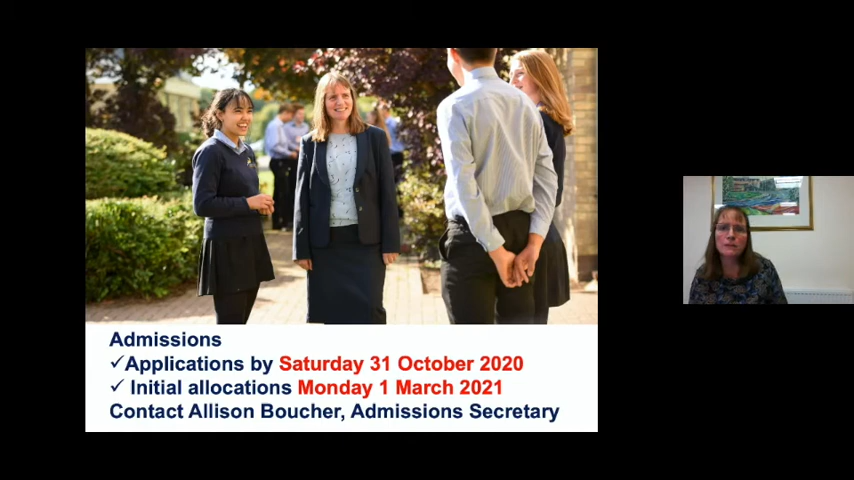 Admissions
✓Applications by Saturday 31 October 2020
✓ Initial allocations Monday 1 March 2021
Contact Allison Boucher, Admissions Secretary